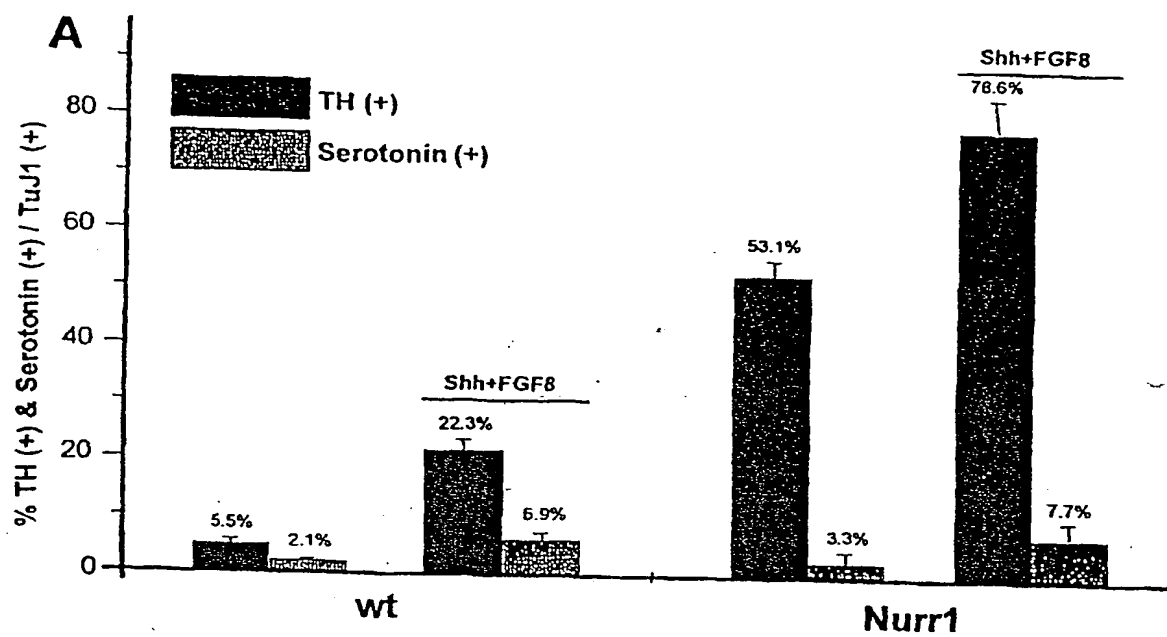 A
Shh+FGF8
78.6%
TH (+)
Serotonin (+)
% TH (+) & Serotonin (+) / TuJ1 (+)
80
60
40
20
0
53.1%
Shh+FGF8
22.3%
5.5%
2.1%
6.9%
3.3%
7.7%
wt
Nurr1